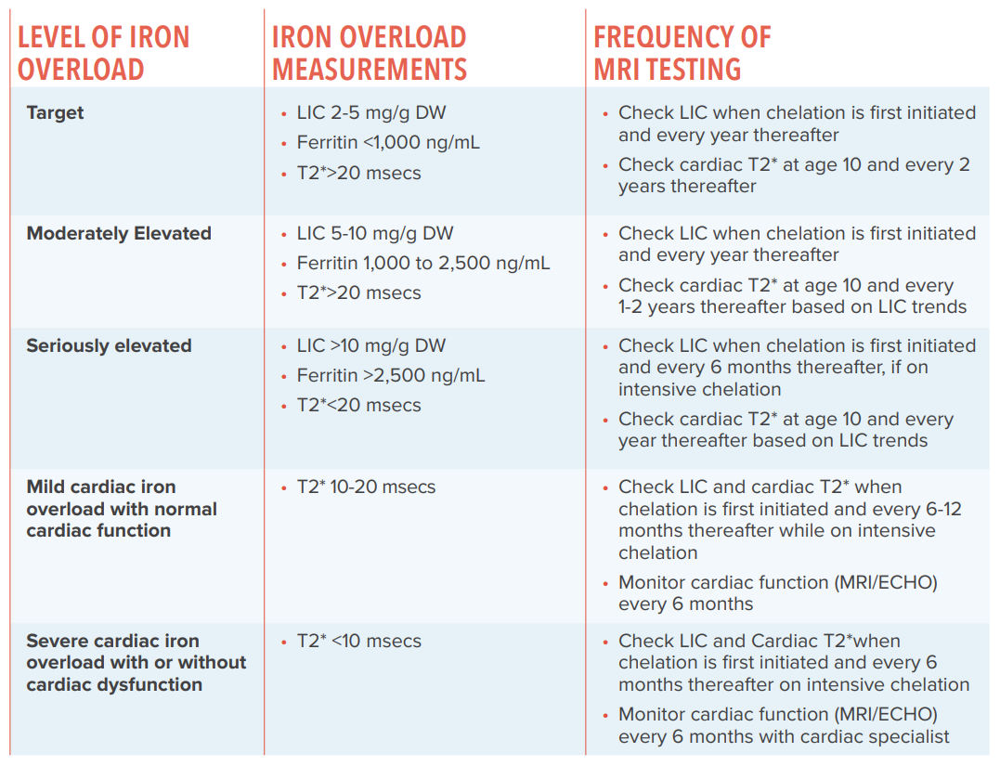 LEVEL OF IRON
OVERLOAD
IRON OVERLOAD
MEASUREMENTS
FREQUENCY OF
MRI TESTING
Target
• LIC 2-5 mg/g DW
• Ferritin <1,000 ng/mL
• T2*>20 msecs
• Check LIC when chelation is first initiated
and every year thereafter
• Check cardiac T2* at age 10 and every 2
years thereafter
Moderately Elevated
• LIC 5-10 mg/g DW
• Ferritin 1,000 to 2,500 ng/mL
• T2*>20 msecs
• Check LIC when chelation is first initiated
and every year thereafter
• Check cardiac T2* at age 10 and every
1-2 years thereafter based on LIC trends
Seriously elevated
• LIC >10 mg/g DW
• Ferritin >2,500 ng/mL
• T2*<20 msecs
• Check LIC when chelation is first initiated
and every 6 months thereafter, if on
intensive chelation
• Check cardiac T2* at age 10 and every
year thereafter based on LIC trends
Mild cardiac iron
overload with normal
cardiac function
• T2* 10-20 msecs
• Check LIC and cardiac T2* when
chelation is first initiated and every 6-12
months thereafter while on intensive
chelation
• Monitor cardiac function (MRI/ECHO)
every 6 months
Severe cardiac iron
overload with or without
cardiac dysfunction
• T2* <10 msecs
• Check LIC and Cardiac T2*when
chelation is first initiated and every 6
months thereafter on intensive chelation
• Monitor cardiac function (MRI/ECHO)
every 6 months with cardiac specialist